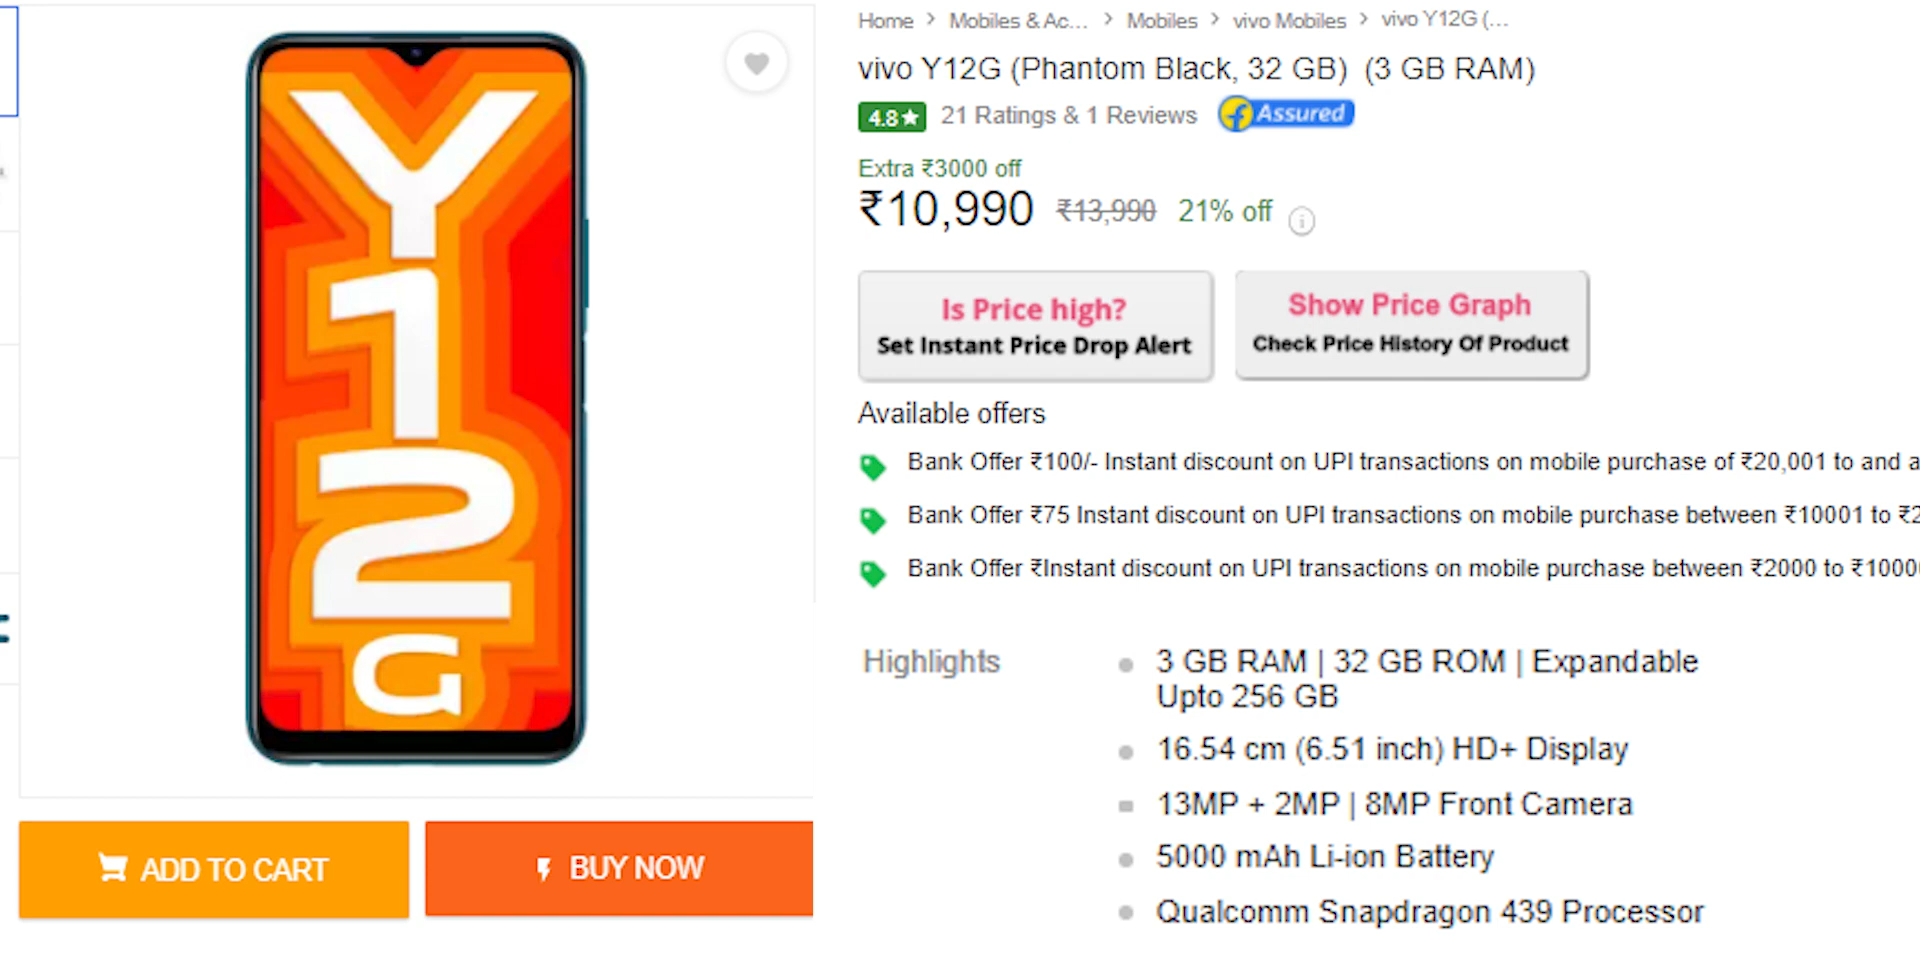 Home > Mobiles & Ac... > Mobiles > vivo Mobiles > vivo Y12G (...
vivo Y12G (Phantom Black, 32 GB) (3 GB RAM)
4.8★ 21 Ratings & 1 Reviews Assured
Extra ₹3000 off
₹10,990 ₹13,990 21% off
Is Price high?
Set Instant Price Drop Alert
Show Price Graph
Check Price History Of Product
Available offers
Bank Offer ₹100/- Instant discount on UPI transactions on mobile purchase of ₹20,001 to and a
Bank Offer ₹75 Instant discount on UPI transactions on mobile purchase between ₹10001 to ₹2
Bank Offer ₹Instant discount on UPI transactions on mobile purchase between ₹2000 to ₹1000
Highlights
3 GB RAM | 32 GB ROM | Expandable
Upto 256 GB
16.54 cm (6.51 inch) HD+ Display
13MP + 2MP | 8MP Front Camera
5000 mAh Li-ion Battery
Qualcomm Snapdragon 439 Processor
Y
1
2
G
ADD TO CART
BUY NOW